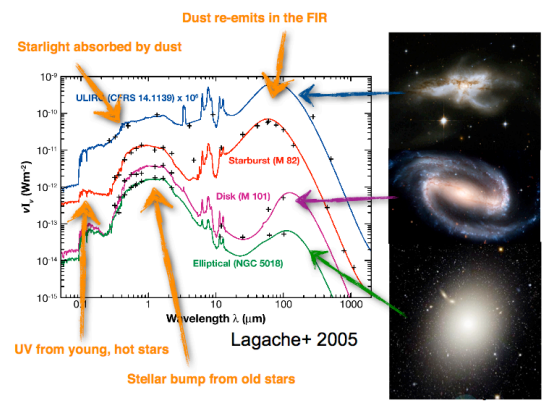 Dust re-emits in the FIR
Starlight absorbed by dust
10⁻⁹
ULIRG (CFRS 14.1139) x 10⁶
10⁻¹⁰
10⁻¹¹
Starburst (M 82)
νIᵥ (Wm⁻²)
10⁻¹²
Disk (M 101)
10⁻¹³
Elliptical (NGC 5018)
10⁻¹⁴
10⁻¹⁵
0.1 1 10 100 1000
Wavelength λ (μm)
Lagache+ 2005
UV from young, hot stars
Stellar bump from old stars